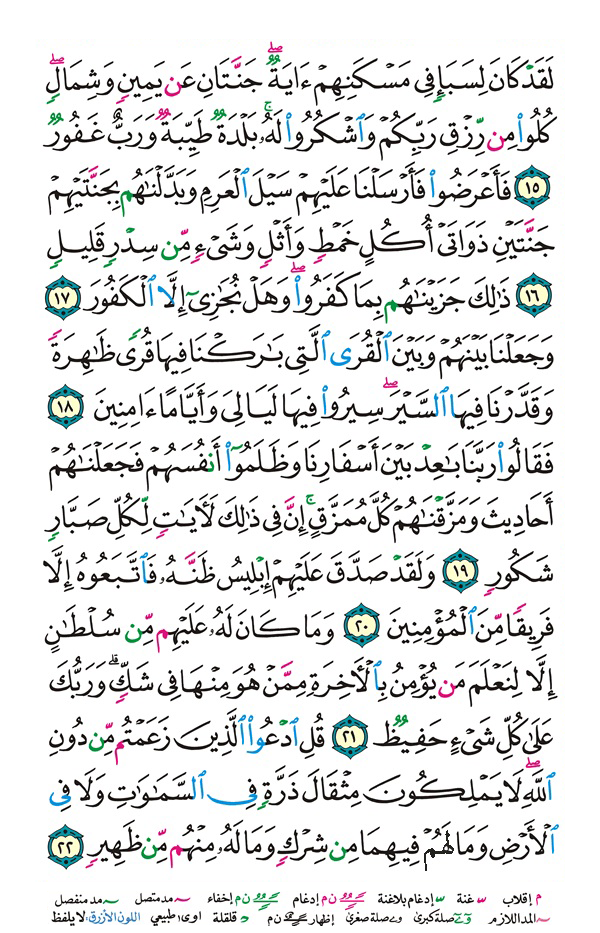 لَقَدْ كَانَ لِسَبَإٍ فِي مَسْكَنِهِمْ ءَايَةٌ ۖ جَنَّتَانِ عَن يَمِينٍ وَشِمَالٍ ۖ
كُلُوا۟ مِن رِّزْقِ رَبِّكُمْ وَٱشْكُرُوا۟ لَهُۥ ۚ بَلْدَةٌ طَيِّبَةٌ وَرَبٌّ غَفُورٌ
١٥ فَأَعْرَضُوا۟ فَأَرْسَلْنَا عَلَيْهِمْ سَيْلَ ٱلْعَرِمِ وَبَدَّلْنَٰهُم بِجَنَّتَيْهِمْ
جَنَّتَيْنِ ذَوَاتَىْ أُكُلٍ خَمْطٍ وَأَثْلٍ وَشَىْءٍ مِّن سِدْرٍ قَلِيلٍ
١٦ ذَٰلِكَ جَزَيْنَٰهُم بِمَا كَفَرُوا۟ ۖ وَهَلْ نُجَٰزِىٓ إِلَّا ٱلْكَفُورَ ١٧
وَجَعَلْنَا بَيْنَهُمْ وَبَيْنَ ٱلْقُرَى ٱلَّتِى بَٰرَكْنَا فِيهَا قُرًى ظَٰهِرَةً
وَقَدَّرْنَا فِيهَا ٱلسَّيْرَ ۖ سِيرُوا۟ فِيهَا لَيَالِىَ وَأَيَّامًا ءَامِنِينَ ١٨
فَقَالُوا۟ رَبَّنَا بَٰعِدْ بَيْنَ أَسْفَارِنَا وَظَلَمُوٓا۟ أَنفُسَهُمْ فَجَعَلْنَٰهُمْ
أَحَادِيثَ وَمَزَّقْنَٰهُمْ كُلَّ مُمَزَّقٍ ۚ إِنَّ فِى ذَٰلِكَ لَءَايَٰتٍ لِّكُلِّ صَبَّارٍ
شَكُورٍ ١٩ وَلَقَدْ صَدَّقَ عَلَيْهِمْ إِبْلِيسُ ظَنَّهُۥ فَٱتَّبَعُوهُ إِلَّا
فَرِيقًا مِّنَ ٱلْمُؤْمِنِينَ ٢٠ وَمَا كَانَ لَهُۥ عَلَيْهِم مِّن سُلْطَٰنٍ
إِلَّا لِنَعْلَمَ مَن يُؤْمِنُ بِٱلْءَاخِرَةِ مِمَّنْ هُوَ مِنْهَا فِى شَكٍّ ۗ وَرَبُّكَ
عَلَىٰ كُلِّ شَىْءٍ حَفِيظٌ ٢١ قُلِ ٱدْعُوا۟ ٱلَّذِينَ زَعَمْتُم مِّن دُونِ
ٱللَّهِ ۖ لَا يَمْلِكُونَ مِثْقَالَ ذَرَّةٍ فِى ٱلسَّمَٰوَٰتِ وَلَا فِى
ٱلْأَرْضِ وَمَا لَهُمْ فِيهِمَا مِن شِرْكٍ وَمَا لَهُۥ مِنْهُم مِّن ظَهِيرٍ ٢٢
م إقلاب غنة إدغام بلاغنة ن م إدغام ن م إخفاء مد متصل مد منفصل
المد اللازم صلة كبرى صلة صغرى إظهار ن م قلقلة اوى طبيعي اللون الأزرق: لا يلفظ